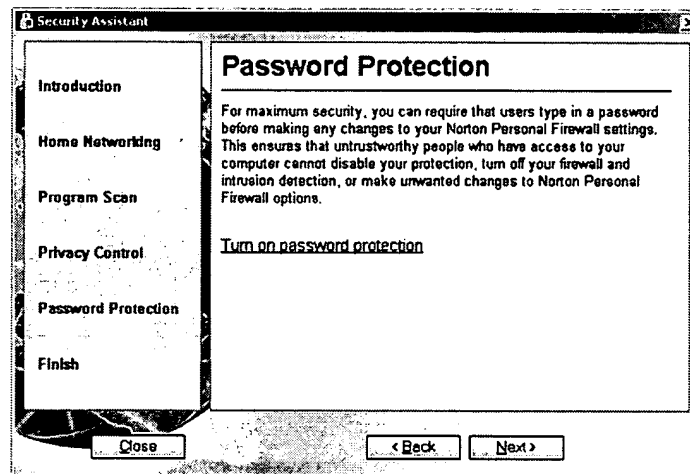 Security Assistant
Introduction
Home Networking
Program Scan
Privacy Control
Password Protection
Finish
Password Protection
For maximum security, you can require that users type in a password
before making any changes to your Norton Personal Firewall settings.
This ensures that untrustworthy people who have access to your
computer cannot disable your protection, turn off your firewall and
intrusion detection, or make unwanted changes to Norton Personal
Firewall options.
Turn on password protection
Close
< Back
Next >